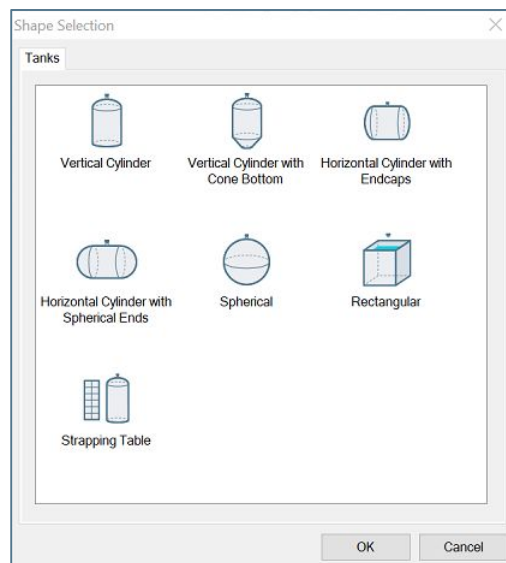 Shape Selection
Tanks
Vertical Cylinder
Vertical Cylinder with
Cone Bottom
Horizontal Cylinder with
Endcaps
Horizontal Cylinder with
Spherical Ends
Spherical
Rectangular
Strapping Table
OK
Cancel